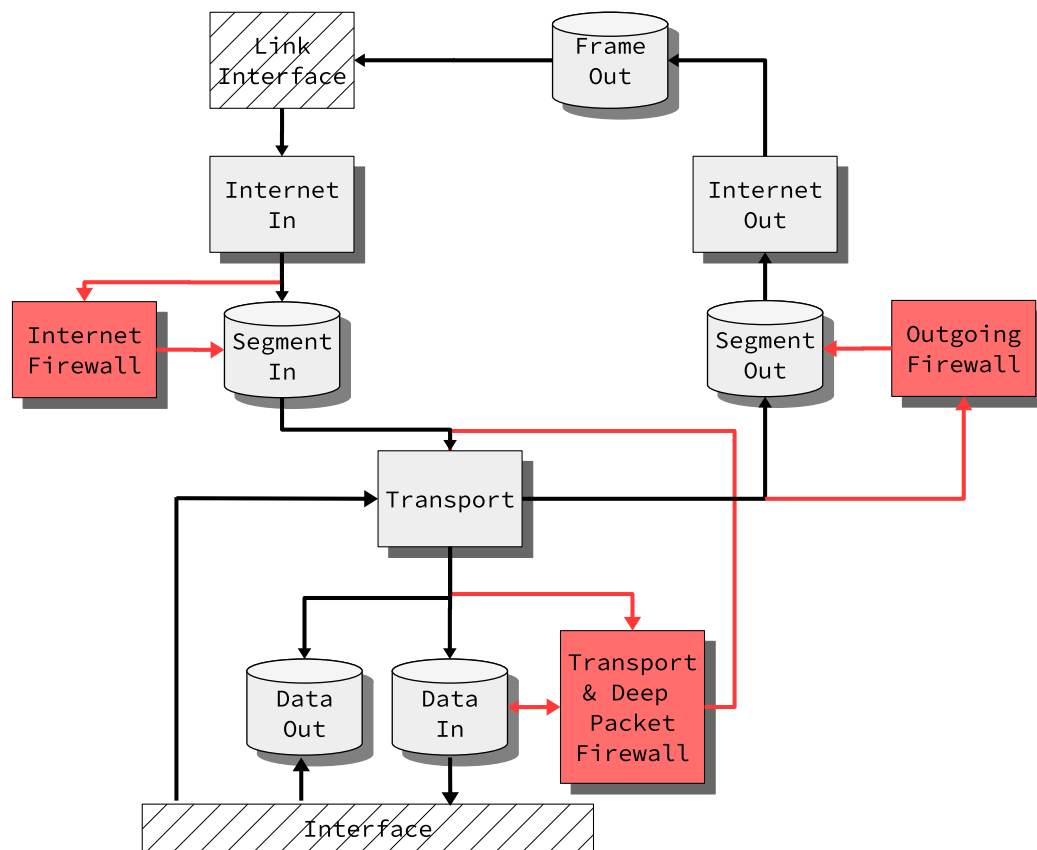 Link
Interface
Frame
Out
Internet
In
Internet
Out
Internet
Firewall
Segment
In
Segment
Out
Outgoing
Firewall
Transport
Data
Out
Data
In
Transport
& Deep
Packet
Firewall
Interface